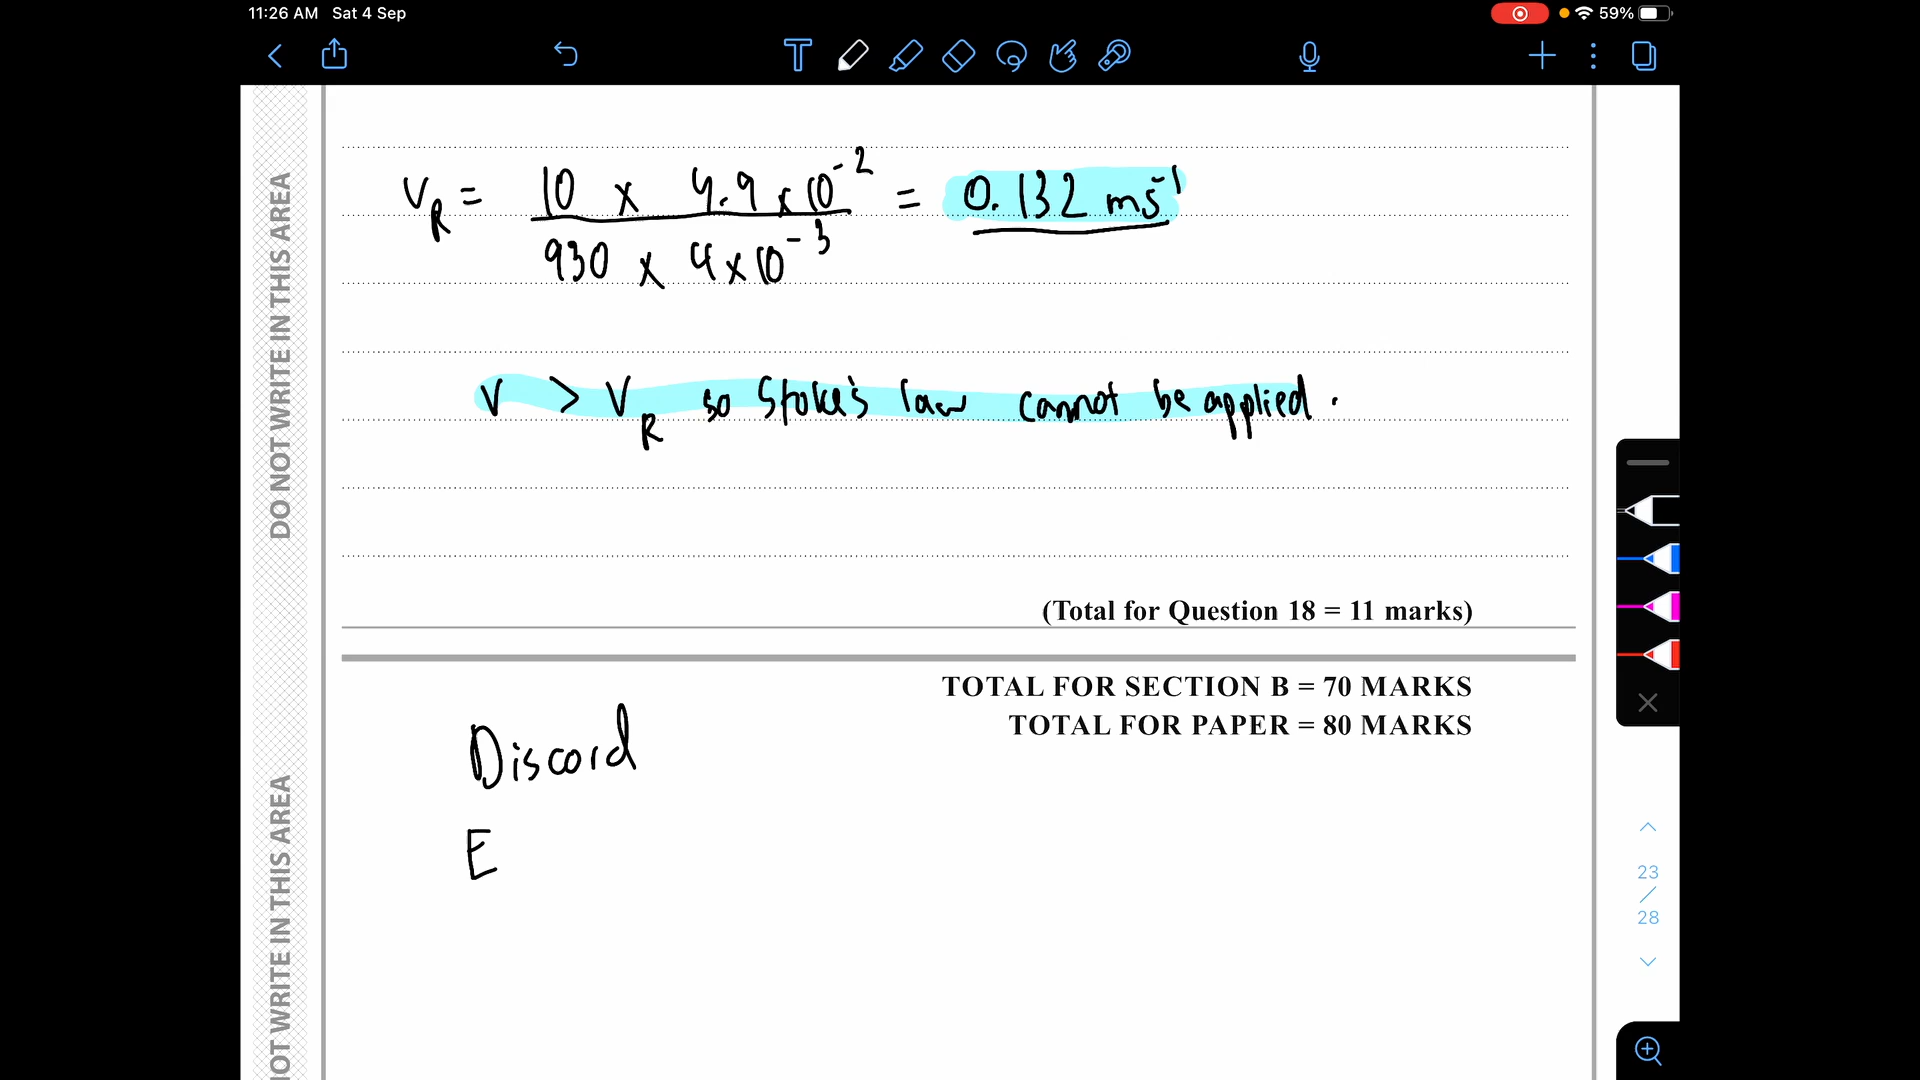 11:26 AM Sat 4 Sep
59%
V_R = (10 x 4.9 x 10^-2) / (930 x 4 x 10^-3) = 0.132 ms^-1
V > V_R so Stoke's law cannot be applied.
(Total for Question 18 = 11 marks)
TOTAL FOR SECTION B = 70 MARKS
TOTAL FOR PAPER = 80 MARKS
Discord
E
DO NOT WRITE IN THIS AREA
OT WRITE IN THIS AREA
23
/
28